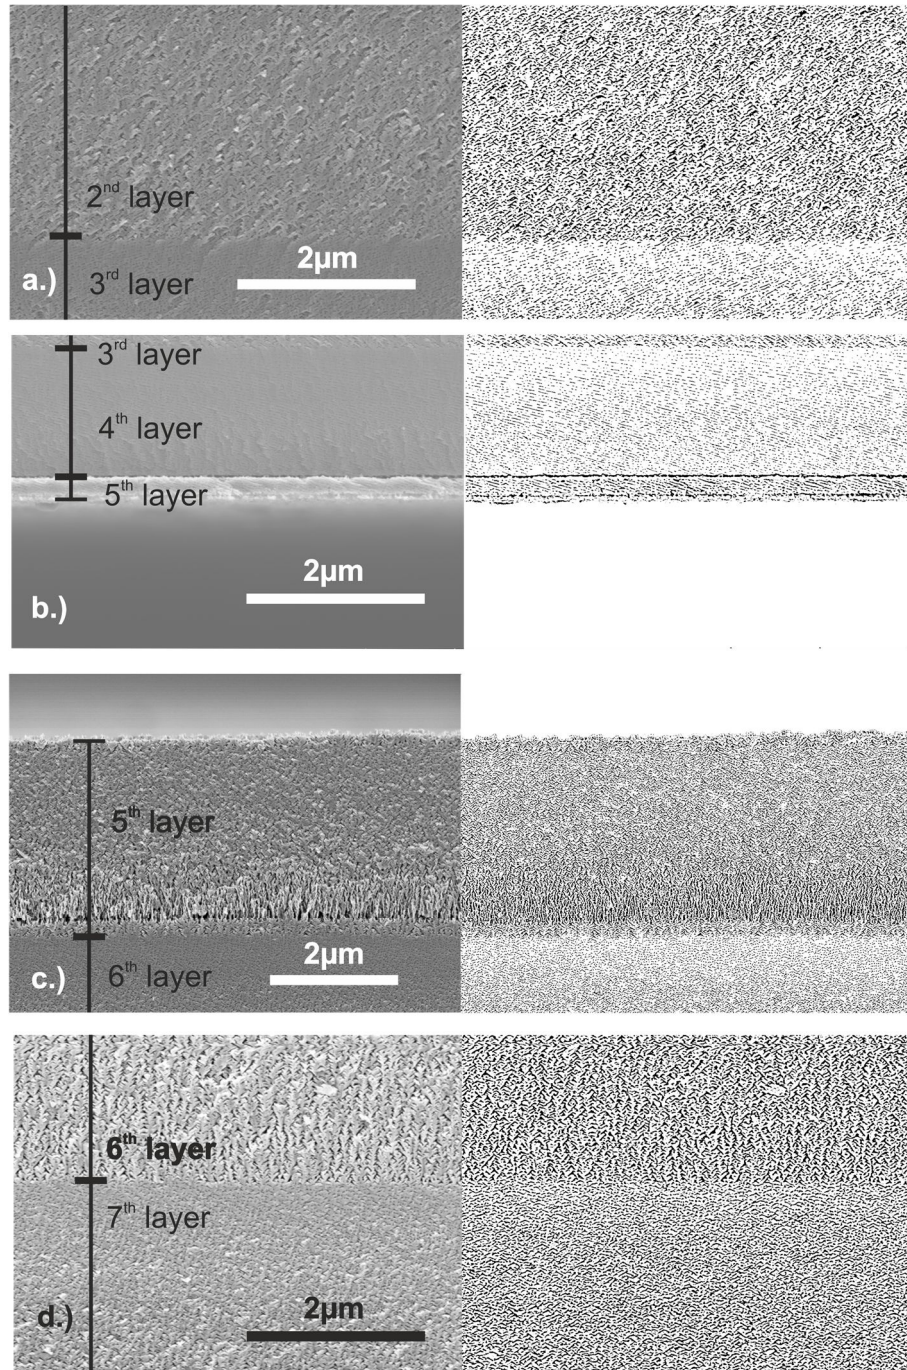 2nd layer
2µm
a.)
3rd layer
3rd layer
4th layer
5th layer
2µm
b.)
5th layer
2µm
c.)
6th layer
6th layer
7th layer
2µm
d.)